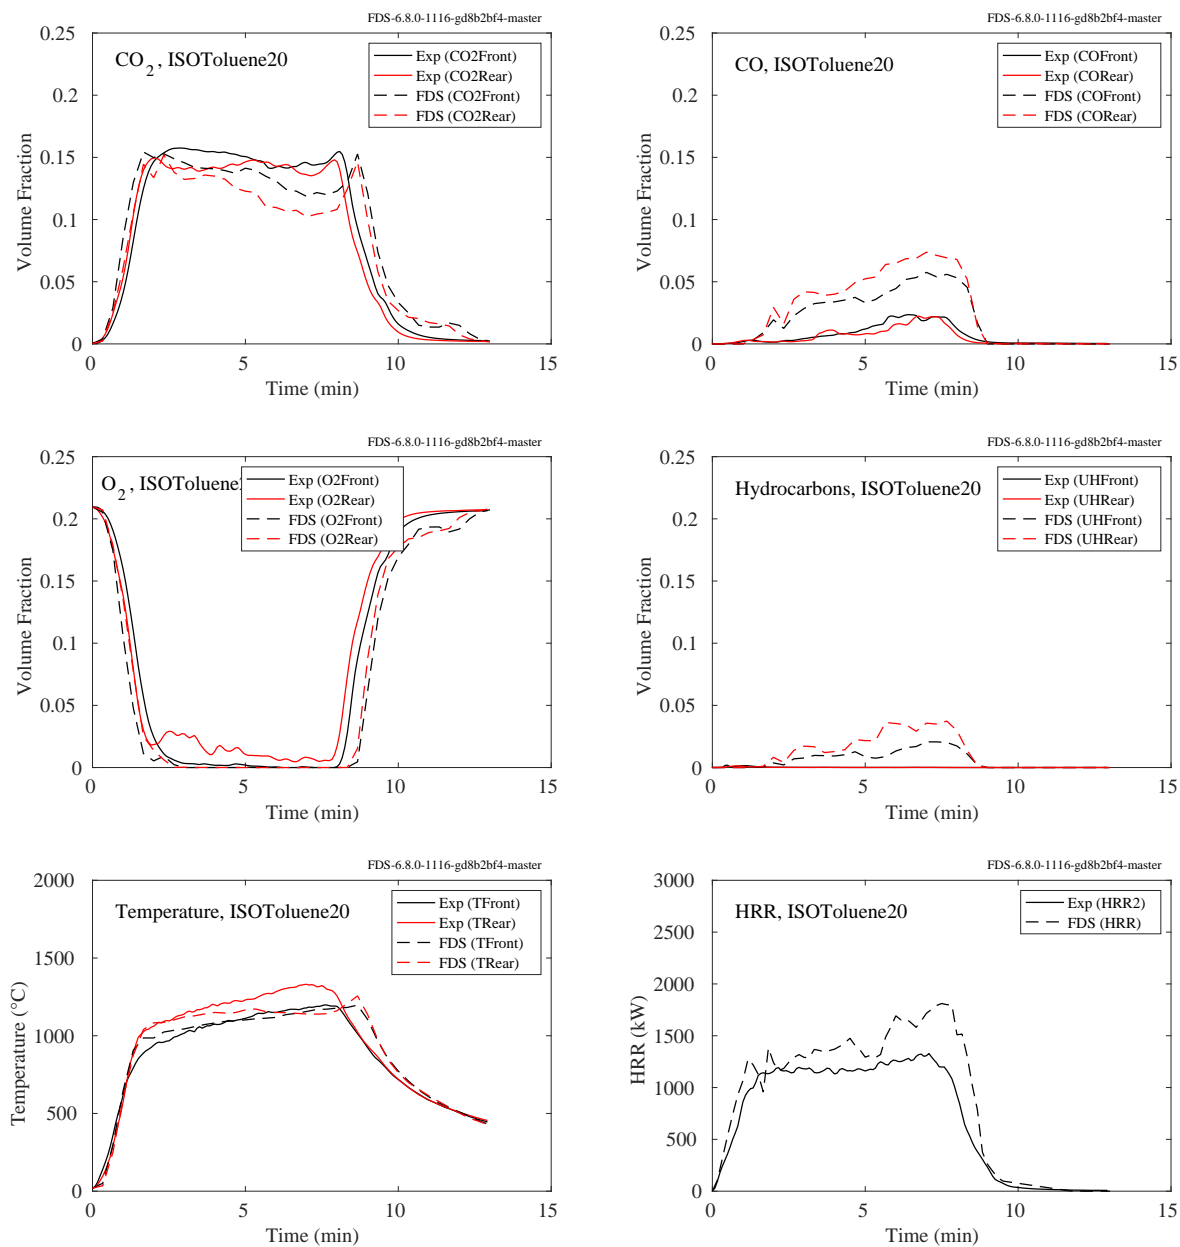 FDS-6.8.0-1116-gd8b2bf4-master
CO2, ISOToluene20
Exp (CO2Front)
Exp (CO2Rear)
FDS (CO2Front)
FDS (CO2Rear)
0.25
0.2
0.15
0.1
0.05
0
Volume Fraction
0 5 10 15
Time (min)
FDS-6.8.0-1116-gd8b2bf4-master
CO, ISOToluene20
Exp (COFront)
Exp (CORear)
FDS (COFront)
FDS (CORear)
0.25
0.2
0.15
0.1
0.05
0
Volume Fraction
0 5 10 15
Time (min)
FDS-6.8.0-1116-gd8b2bf4-master
O2, ISOToluene
Exp (O2Front)
Exp (O2Rear)
FDS (O2Front)
FDS (O2Rear)
0.25
0.2
0.15
0.1
0.05
0
Volume Fraction
0 5 10 15
Time (min)
FDS-6.8.0-1116-gd8b2bf4-master
Hydrocarbons, ISOToluene20
Exp (UHFront)
Exp (UHRear)
FDS (UHFront)
FDS (UHRear)
0.25
0.2
0.15
0.1
0.05
0
Volume Fraction
0 5 10 15
Time (min)
FDS-6.8.0-1116-gd8b2bf4-master
Temperature, ISOToluene20
Exp (TFront)
Exp (TRear)
FDS (TFront)
FDS (TRear)
2000
1500
1000
500
0
Temperature (°C)
0 5 10 15
Time (min)
FDS-6.8.0-1116-gd8b2bf4-master
HRR, ISOToluene20
Exp (HRR2)
FDS (HRR)
3000
2500
2000
1500
1000
500
0
HRR (kW)
0 5 10 15
Time (min)